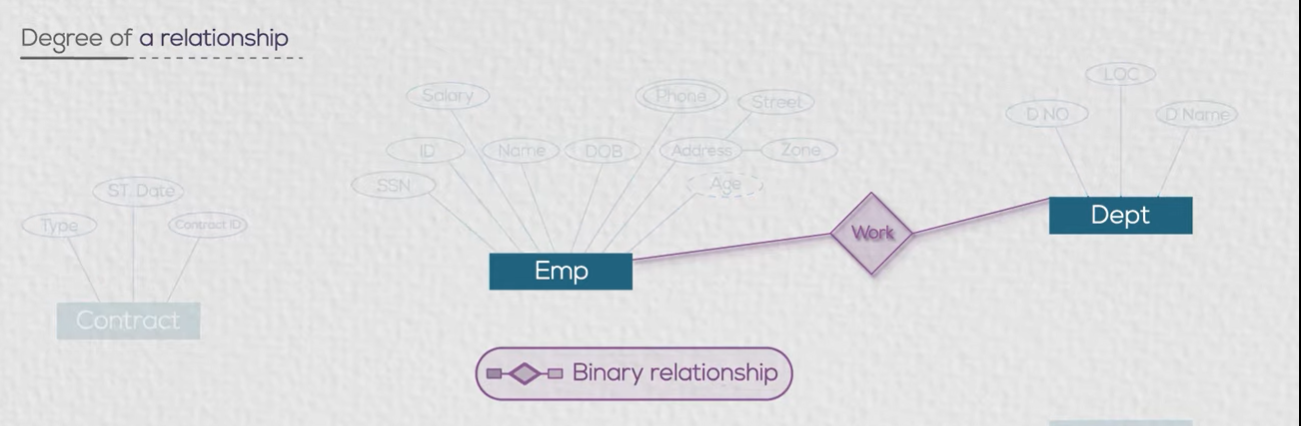 Degree of a relationship
LOC
Salary
Phone
Street
D NO
D Name
ID
Name
DOB
Address
Zone
SSN
Age
ST. Date
Type
Contract ID
Dept
Work
Emp
Contract
Binary relationship